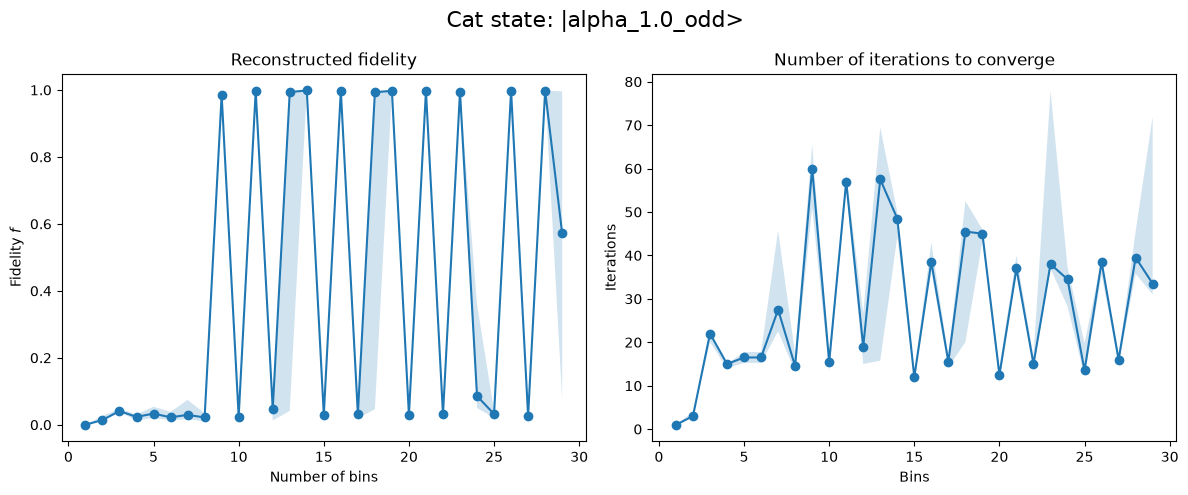 Cat state: |alpha_1.0_odd>
Reconstructed fidelity
Fidelity f
1.0
0.8
0.6
0.4
0.2
0.0
0 5 10 15 20 25 30
Number of bins
Number of iterations to converge
Iterations
80
70
60
50
40
30
20
10
0
0 5 10 15 20 25 30
Bins